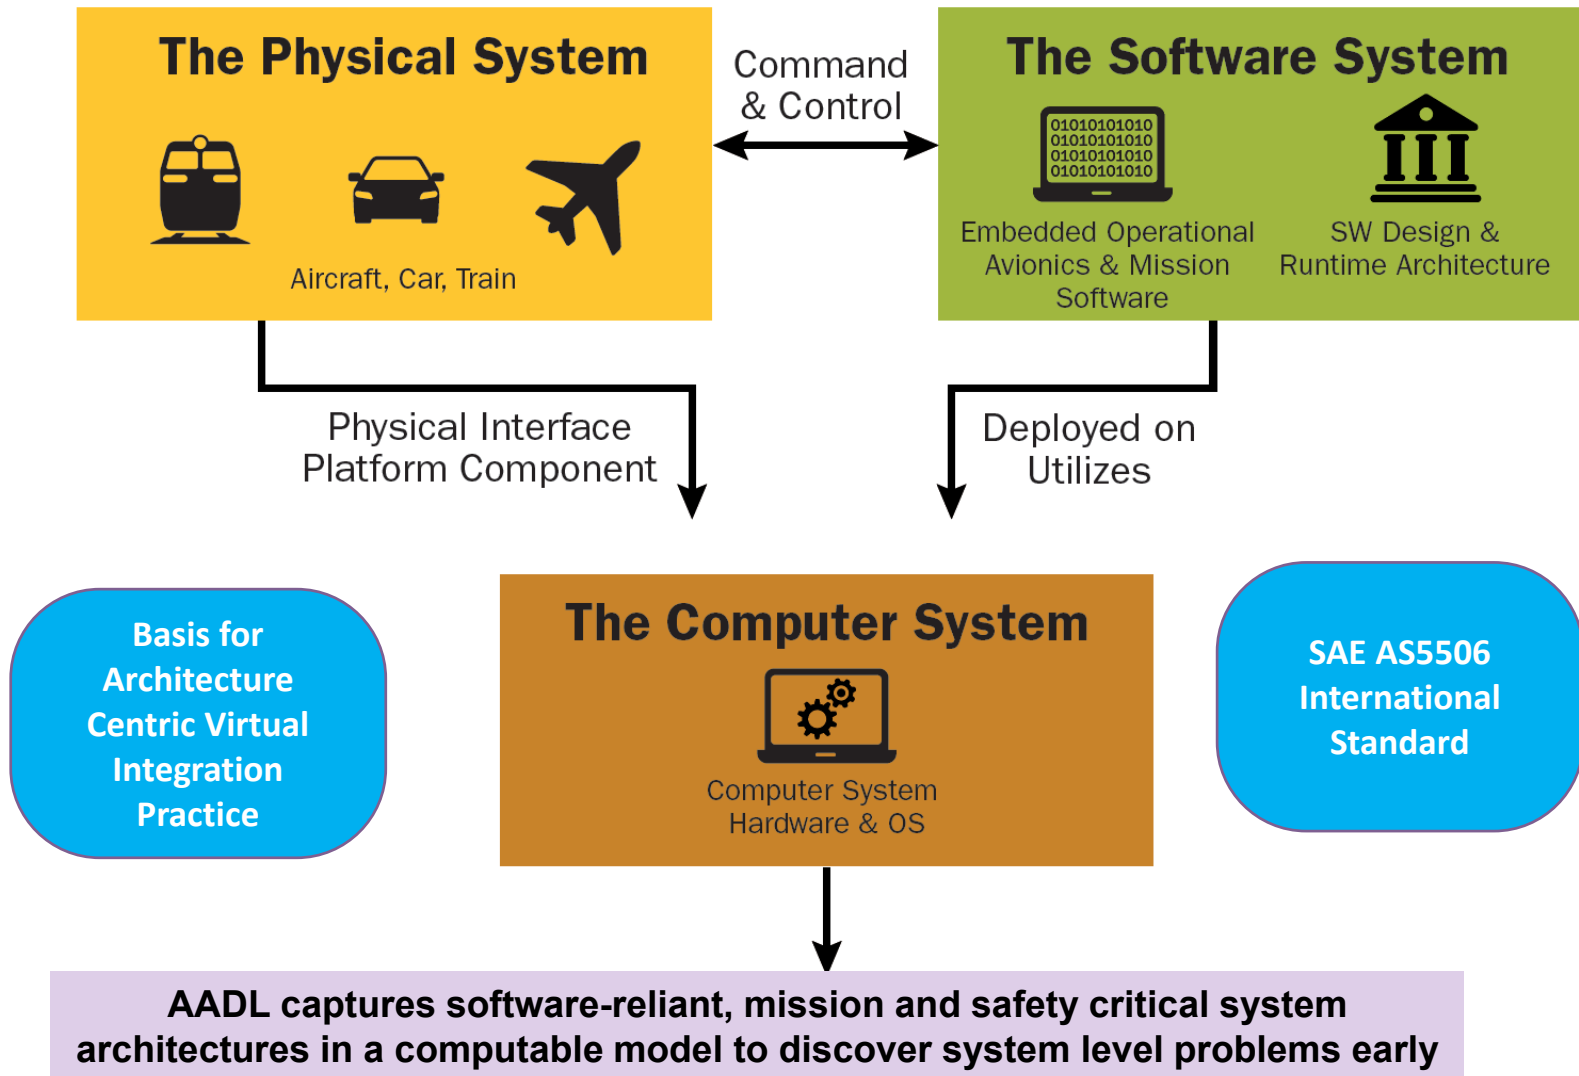 The Physical System
Aircraft, Car, Train
Command
& Control
The Software System
01010101010
01010101010
01010101010
01010101010
Embedded Operational
Avionics & Mission
Software
SW Design &
Runtime Architecture
Physical Interface
Platform Component
Deployed on
Utilizes
Basis for
Architecture
Centric Virtual
Integration
Practice
The Computer System
Computer System
Hardware & OS
SAE AS5506
International
Standard
AADL captures software-reliant, mission and safety critical system
architectures in a computable model to discover system level problems early